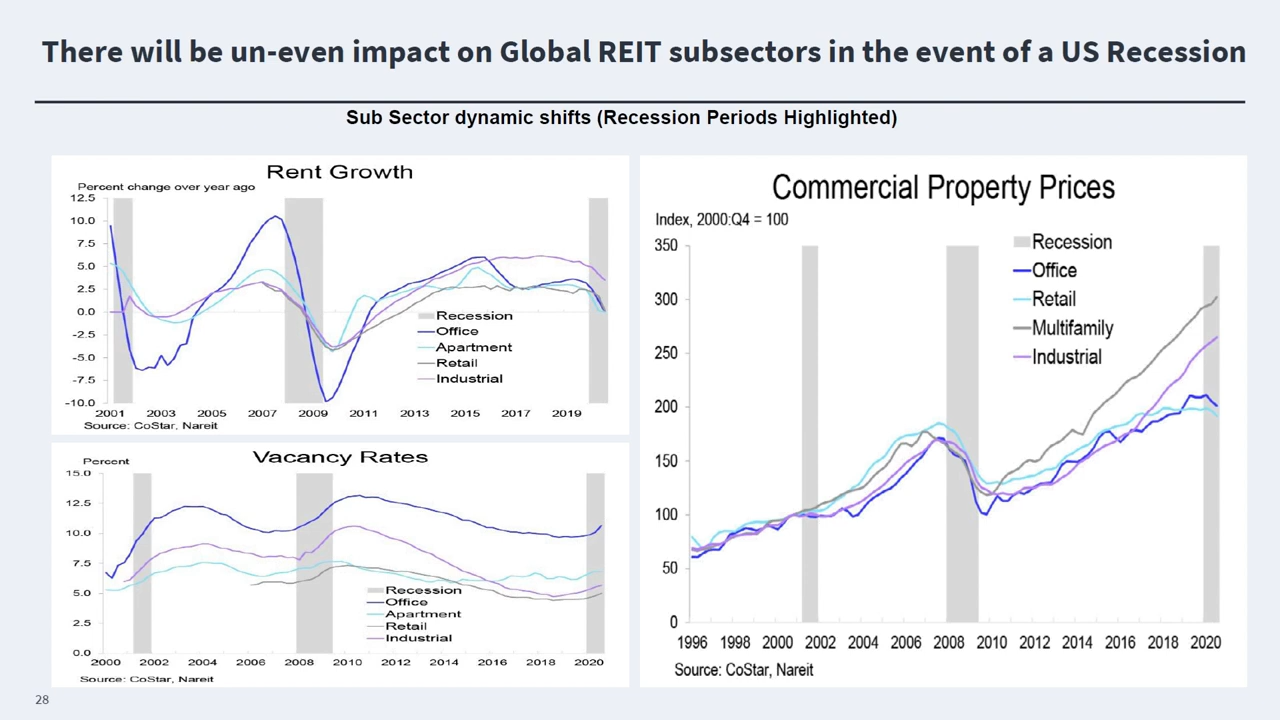 There will be un-even impact on Global REIT subsectors in the event of a US Recession
Sub Sector dynamic shifts (Recession Periods Highlighted)
Rent Growth
Percent change over year ago
12.5
10.0
7.5
5.0
2.5
0.0
-2.5
-5.0
-7.5
-10.0
Recession
Office
Apartment
Retail
Industrial
2001 2003 2005 2007 2009 2011 2013 2015 2017 2019
Source: CoStar, Nareit
Vacancy Rates
Percent
15.0
12.5
10.0
7.5
5.0
2.5
0.0
Recession
Office
Apartment
Retail
Industrial
2000 2002 2004 2006 2008 2010 2012 2014 2016 2018 2020
Source: CoStar, Nareit
Commercial Property Prices
Index, 2000:Q4 = 100
350
300
250
200
150
100
50
0
Recession
Office
Retail
Multifamily
Industrial
1996 1998 2000 2002 2004 2006 2008 2010 2012 2014 2016 2018 2020
Source: CoStar, Nareit
28